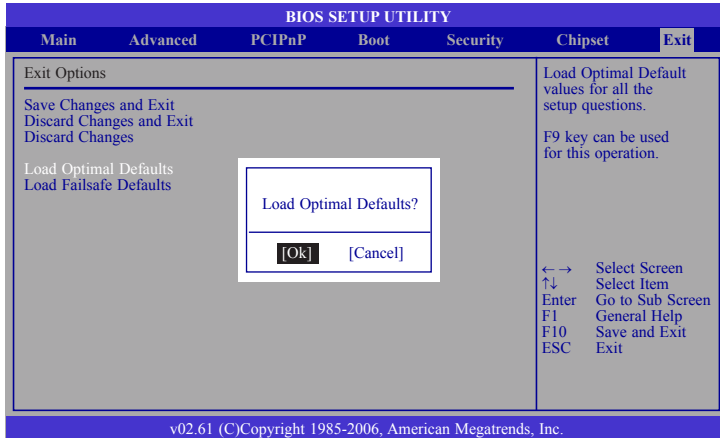 BIOS SETUP UTILITY
Main Advanced PCIPnP Boot Security Chipset Exit
Exit Options
Save Changes and Exit
Discard Changes and Exit
Discard Changes
Load Optimal Defaults
Load Failsafe Defaults
Load Optimal Defaults?
[Ok] [Cancel]
Load Optimal Default
values for all the
setup questions.
F9 key can be used
for this operation.
←→ Select Screen
↑↓ Select Item
Enter Go to Sub Screen
F1 General Help
F10 Save and Exit
ESC Exit
v02.61 (C)Copyright 1985-2006, American Megatrends, Inc.